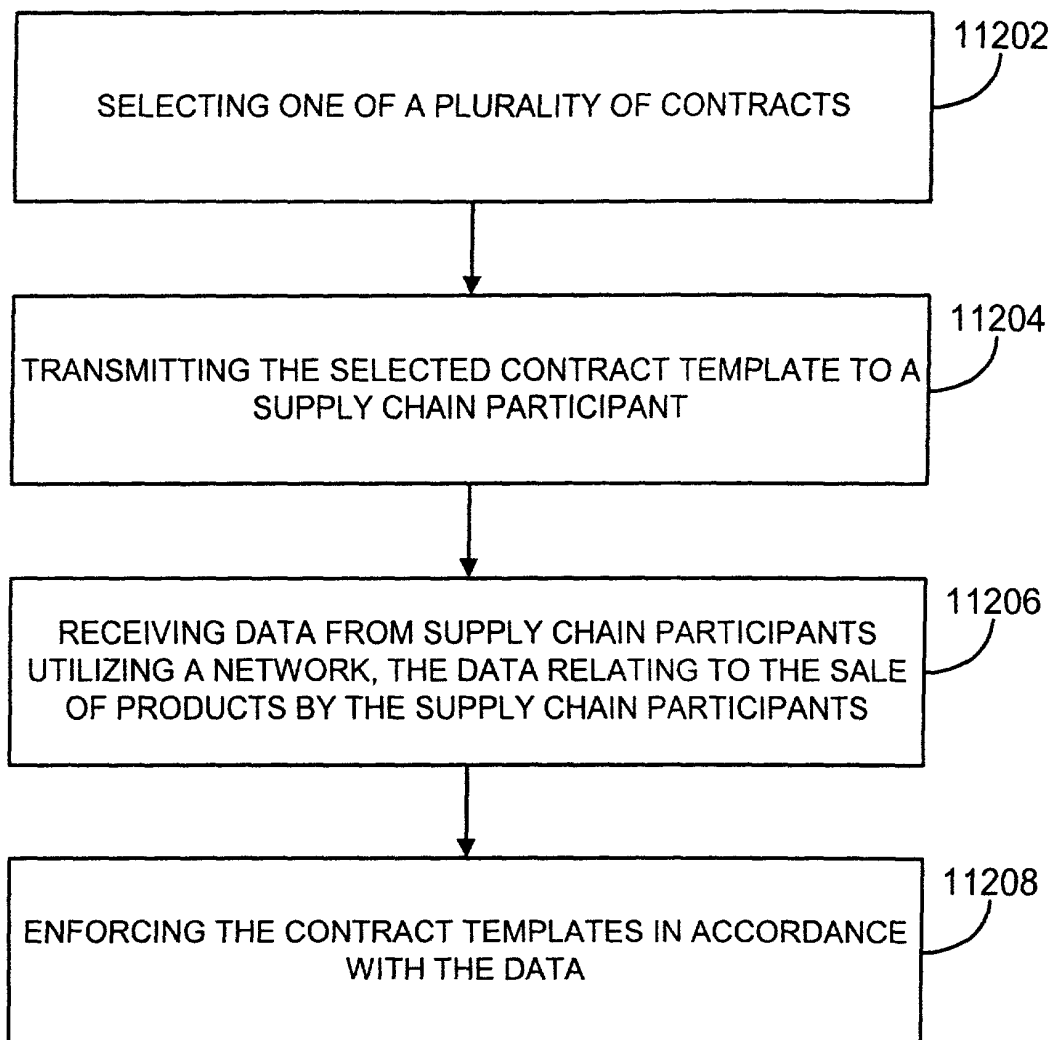 11202
SELECTING ONE OF A PLURALITY OF CONTRACTS
11204
TRANSMITTING THE SELECTED CONTRACT TEMPLATE TO A
SUPPLY CHAIN PARTICIPANT
11206
RECEIVING DATA FROM SUPPLY CHAIN PARTICIPANTS
UTILIZING A NETWORK, THE DATA RELATING TO THE SALE
OF PRODUCTS BY THE SUPPLY CHAIN PARTICIPANTS
11208
ENFORCING THE CONTRACT TEMPLATES IN ACCORDANCE
WITH THE DATA